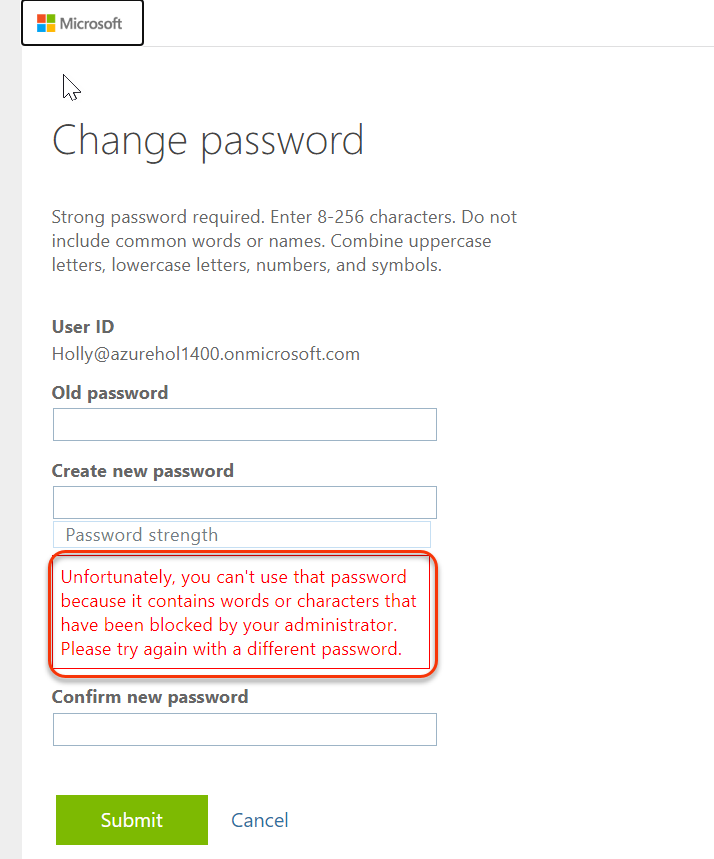 Microsoft
Change password
Strong password required. Enter 8-256 characters. Do not
include common words or names. Combine uppercase
letters, lowercase letters, numbers, and symbols.
User ID
Holly@azurehol1400.onmicrosoft.com
Old password
Create new password
Password strength
Unfortunately, you can't use that password
because it contains words or characters that
have been blocked by your administrator.
Please try again with a different password.
Confirm new password
Submit Cancel